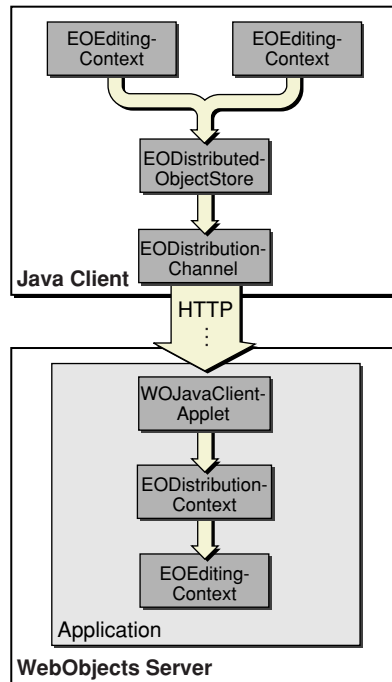 EOEditing-
Context
EOEditing-
Context
EODistributed-
ObjectStore
EODistribution-
Channel
Java Client
HTTP
...
WOJavaClient-
Applet
EODistribution-
Context
EOEditing-
Context
Application
WebObjects Server